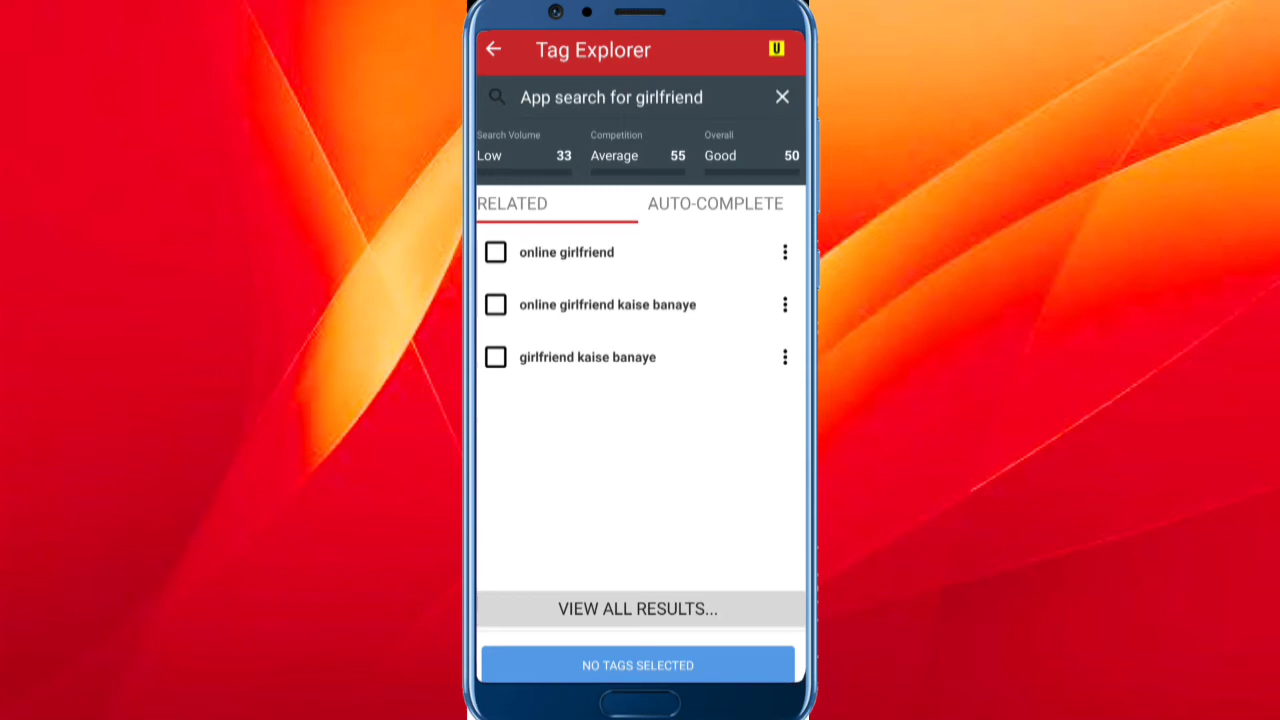 Tag Explorer
U
App search for girlfriend
Search Volume Competition Overall
Low 33 Average 55 Good 50
RELATED AUTO-COMPLETE
online girlfriend
online girlfriend kaise banaye
girlfriend kaise banaye
VIEW ALL RESULTS...
NO TAGS SELECTED